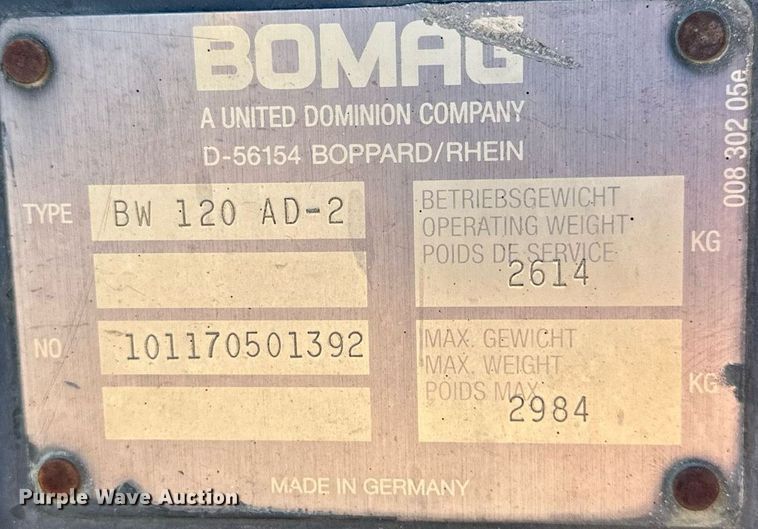 BOMAG
A UNITED DOMINION COMPANY
D-56154 BOPPARD/RHEIN
TYPE BW 120 AD-2
BETRIEBSGEWICHT
OPERATING WEIGHT
POIDS DE SERVICE
2614 KG
NO 101170501392
MAX. GEWICHT
MAX. WEIGHT
POIDS MAX.
2984 KG
MADE IN GERMANY
008 302 05e
Purple Wave Auction